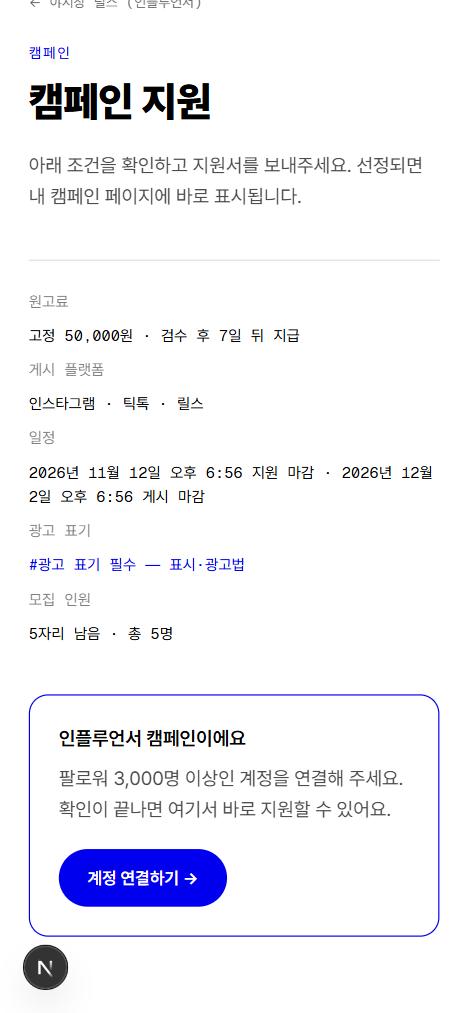 ← 야시장 릴스 (인플루언서)
캠페인
캠페인 지원
아래 조건을 확인하고 지원서를 보내주세요. 선정되면
내 캠페인 페이지에 바로 표시됩니다.
원고료
고정 50,000원 · 검수 후 7일 뒤 지급
게시 플랫폼
인스타그램 · 틱톡 · 릴스
일정
2026년 11월 12일 오후 6:56 지원 마감 · 2026년 12월
2일 오후 6:56 게시 마감
광고 표기
#광고 표기 필수 — 표시·광고법
모집 인원
5자리 남음 · 총 5명
인플루언서 캠페인이에요
팔로워 3,000명 이상인 계정을 연결해 주세요.
확인이 끝나면 여기서 바로 지원할 수 있어요.
계정 연결하기 →
N